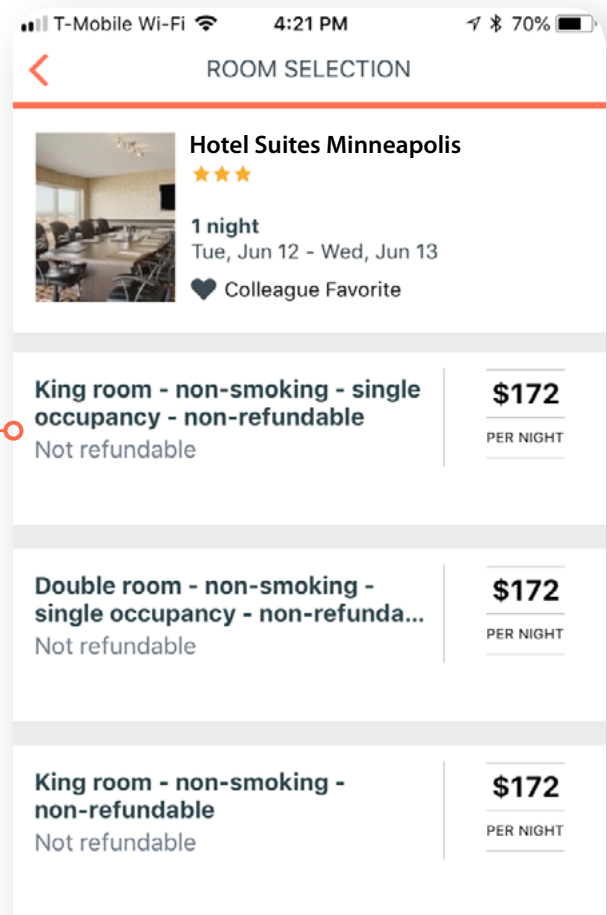 T-Mobile Wi-Fi 4:21 PM 70%
ROOM SELECTION
Hotel Suites Minneapolis
1 night
Tue, Jun 12 - Wed, Jun 13
Colleague Favorite
King room - non-smoking - single
occupancy - non-refundable
Not refundable
$172
PER NIGHT
Double room - non-smoking -
single occupancy - non-refunda...
Not refundable
$172
PER NIGHT
King room - non-smoking -
non-refundable
Not refundable
$172
PER NIGHT